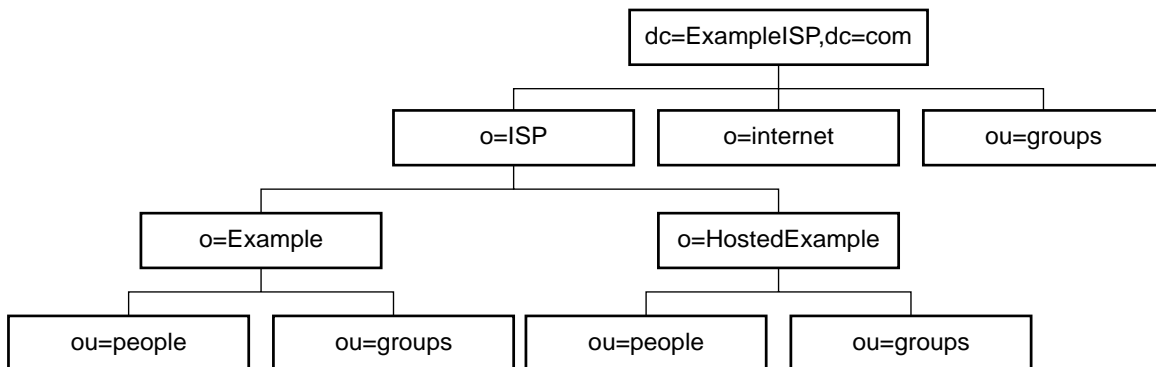 dc=ExampleISP,dc=com
o=ISP
o=internet
ou=groups
o=Example
o=HostedExample
ou=people
ou=groups
ou=people
ou=groups